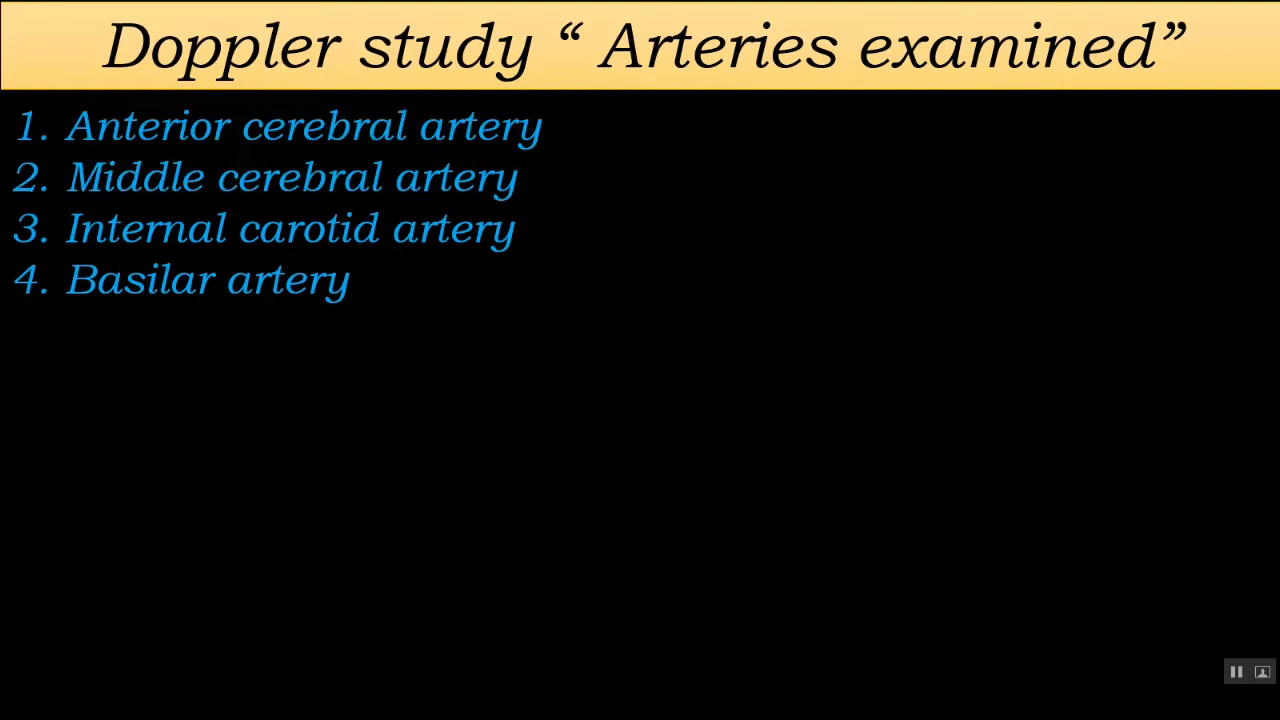 Doppler study “ Arteries examined”
1. Anterior cerebral artery
2. Middle cerebral artery
3. Internal carotid artery
4. Basilar artery